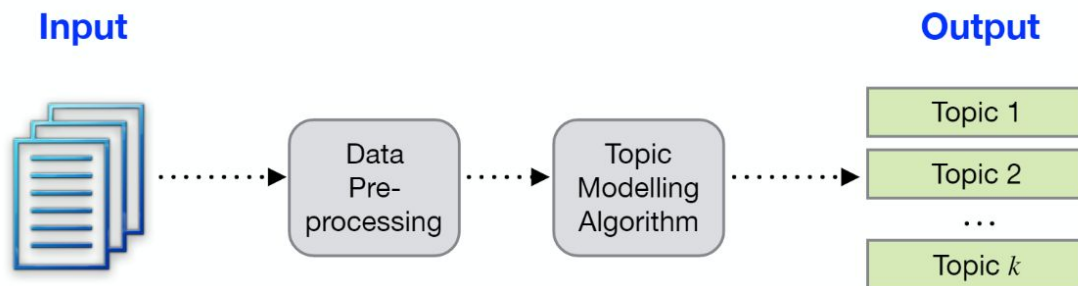 Input
Output
Data
Pre-
processing
Topic
Modelling
Algorithm
Topic 1
Topic 2
...
Topic k